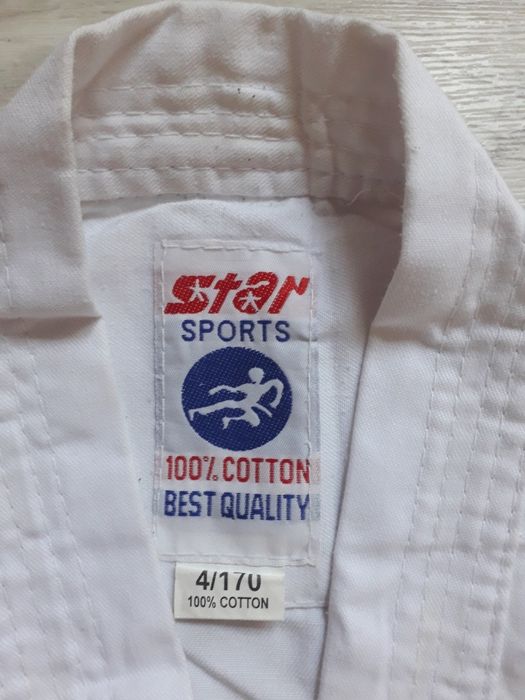 Star
SPORTS
100% COTTON
BEST QUALITY
4/170
100% COTTON